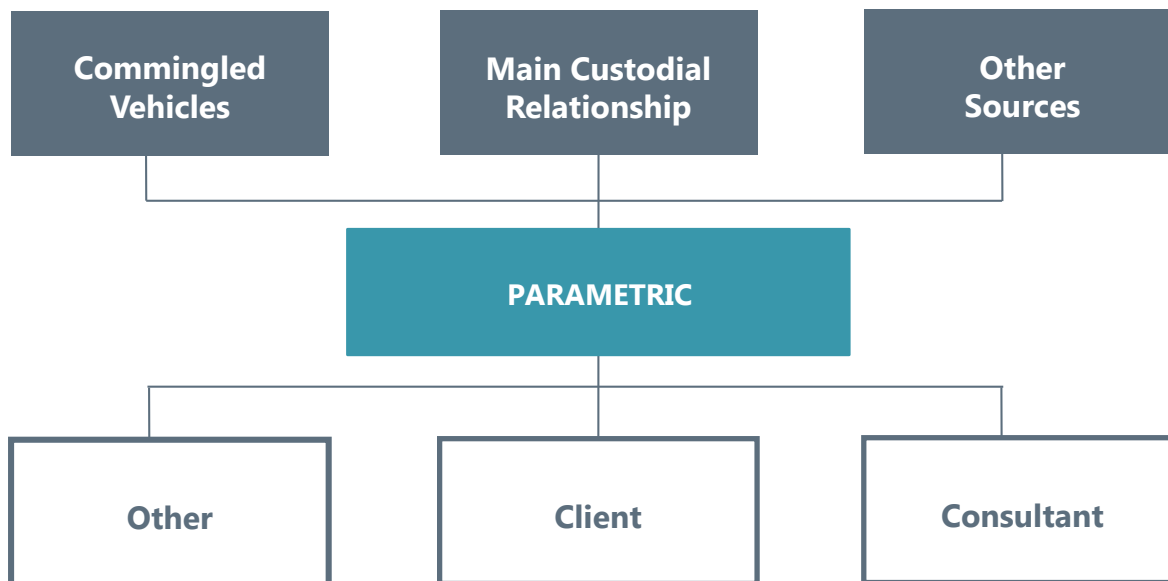 Commingled
Vehicles
Main Custodial
Relationship
Other
Sources
PARAMETRIC
Other
Client
Consultant